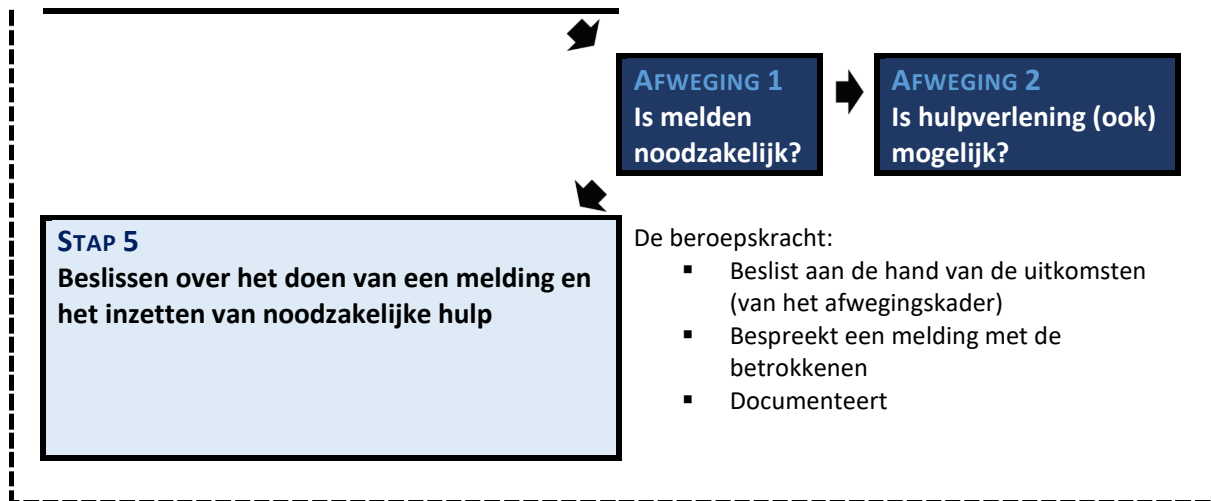 AFWEGING 1
Is melden
noodzakelijk?
AFWEGING 2
Is hulpverlening (ook)
mogelijk?
STAP 5
Beslissen over het doen van een melding en
het inzetten van noodzakelijke hulp
De beroepskracht:
▪ Beslist aan de hand van de uitkomsten
(van het afwegingskader)
▪ Bespreekt een melding met de
betrokkenen
▪ Documenteert